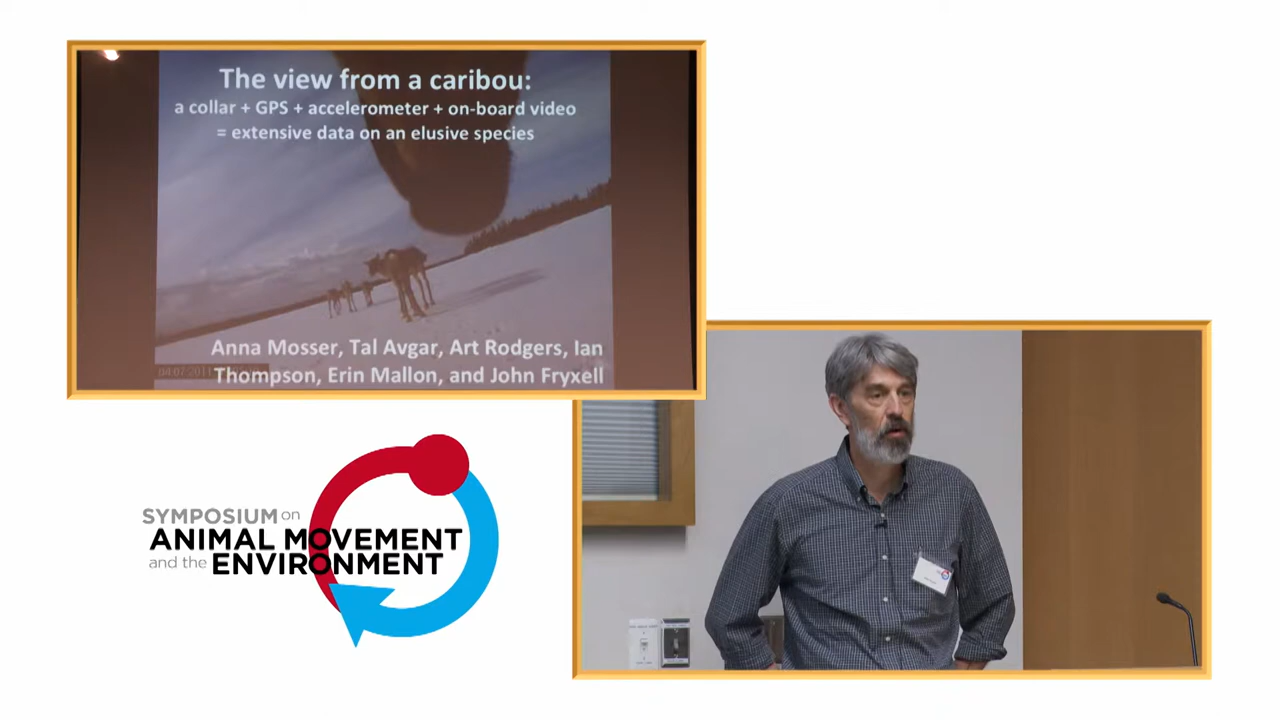 The view from a caribou:
a collar + GPS + accelerometer + on-board video
= extensive data on an elusive species
Anna Mosser, Tal Avgar, Art Rodgers, Ian
Thompson, Erin Mallon, and John Fryxell
SYMPOSIUM on
ANIMAL MOVEMENT
and the ENVIRONMENT